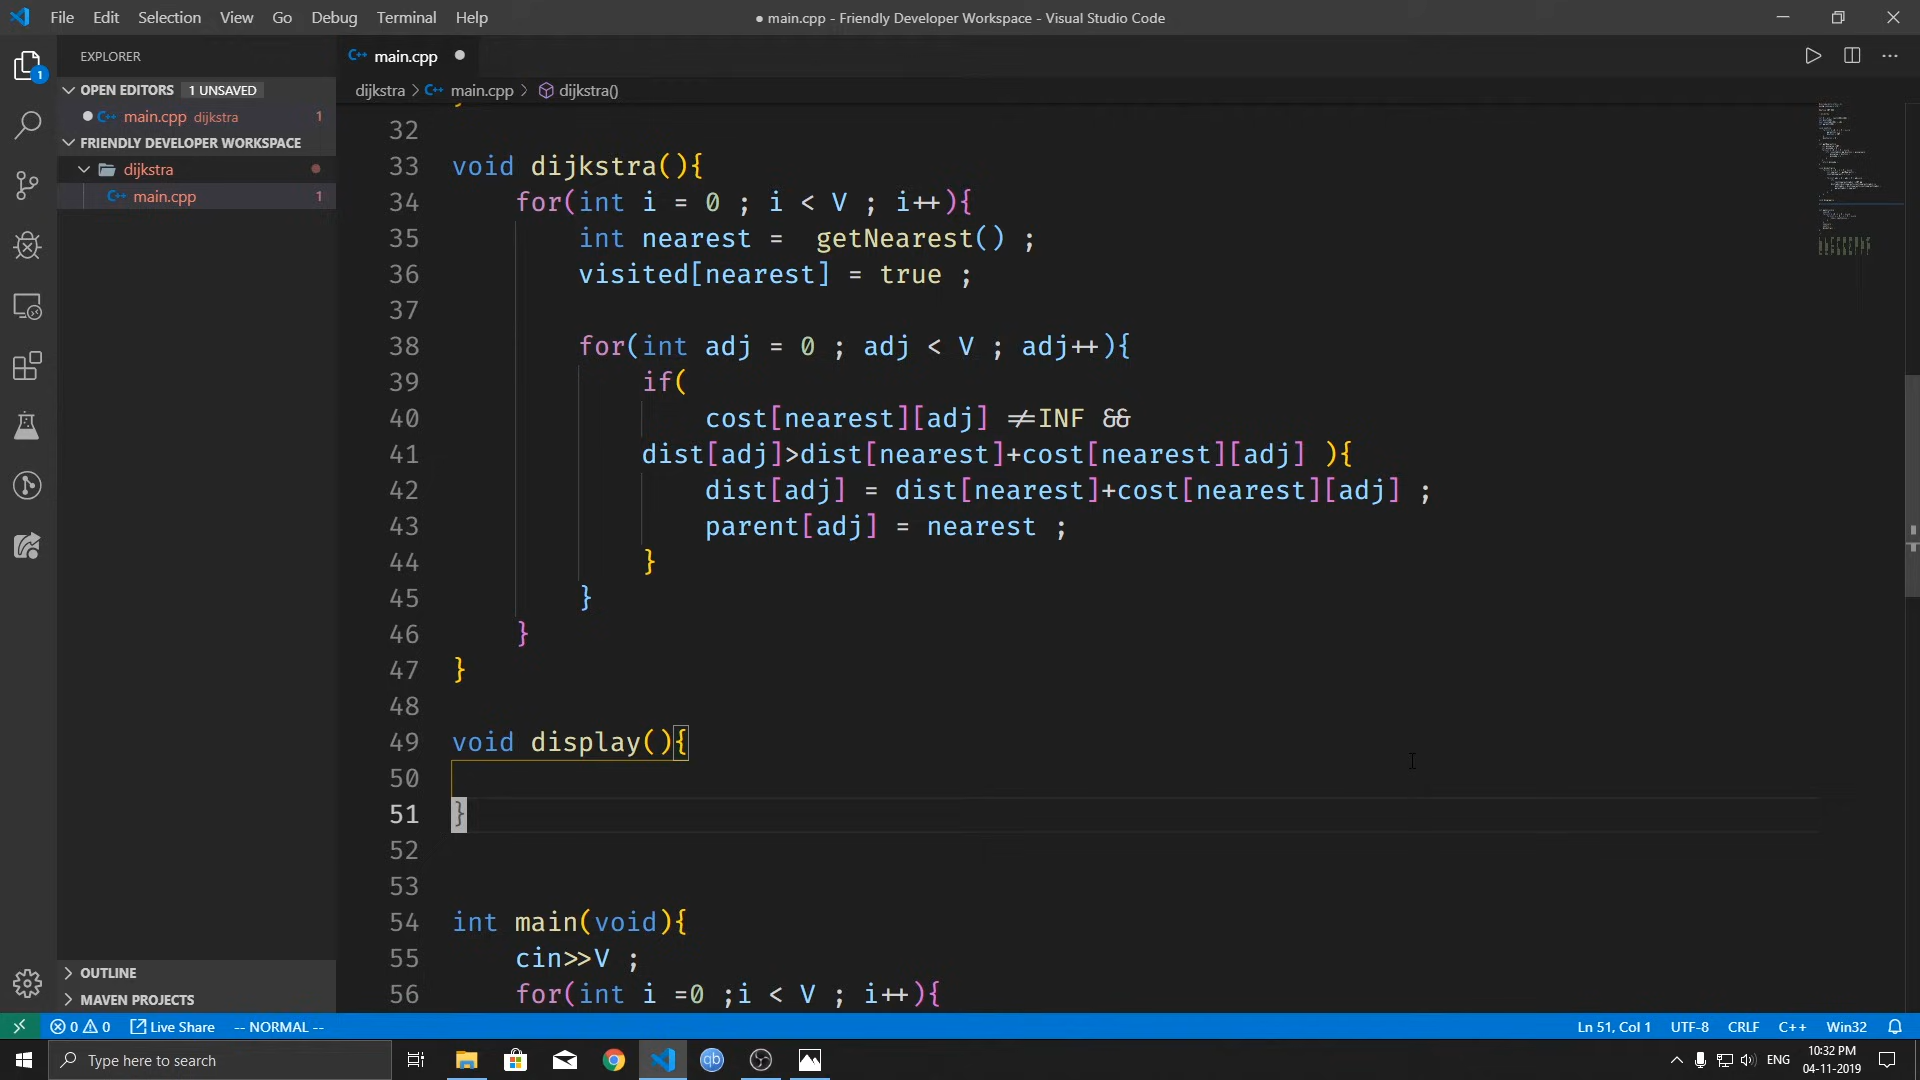 File Edit Selection View Go Debug Terminal Help
● main.cpp - Friendly Developer Workspace - Visual Studio Code
EXPLORER
OPEN EDITORS 1 UNSAVED
main.cpp dijkstra 1
FRIENDLY DEVELOPER WORKSPACE
dijkstra
main.cpp 1
OUTLINE
MAVEN PROJECTS
1
C++ main.cpp
dijkstra > C++ main.cpp > dijkstra()
32
33 void dijkstra(){
34 for(int i = 0 ; i < V ; i++){
35 int nearest =  getNearest() ;
36 visited[nearest] = true ;
37
38 for(int adj = 0 ; adj < V ; adj++){
39 if(
40 cost[nearest][adj] !=INF &&
41 dist[adj]>dist[nearest]+cost[nearest][adj] ){
42 dist[adj] = dist[nearest]+cost[nearest][adj] ;
43 parent[adj] = nearest ;
44 }
45 }
46 }
47 }
48
49 void display(){
50
51 }
52
53
54 int main(void){
55 cin>>V ;
56 for(int i =0 ;i < V ; i++){
0 0 Live Share -- NORMAL -- Ln 51, Col 1 UTF-8 CRLF C++ Win32
Type here to search
qb
ENG
10:32 PM
04-11-2019